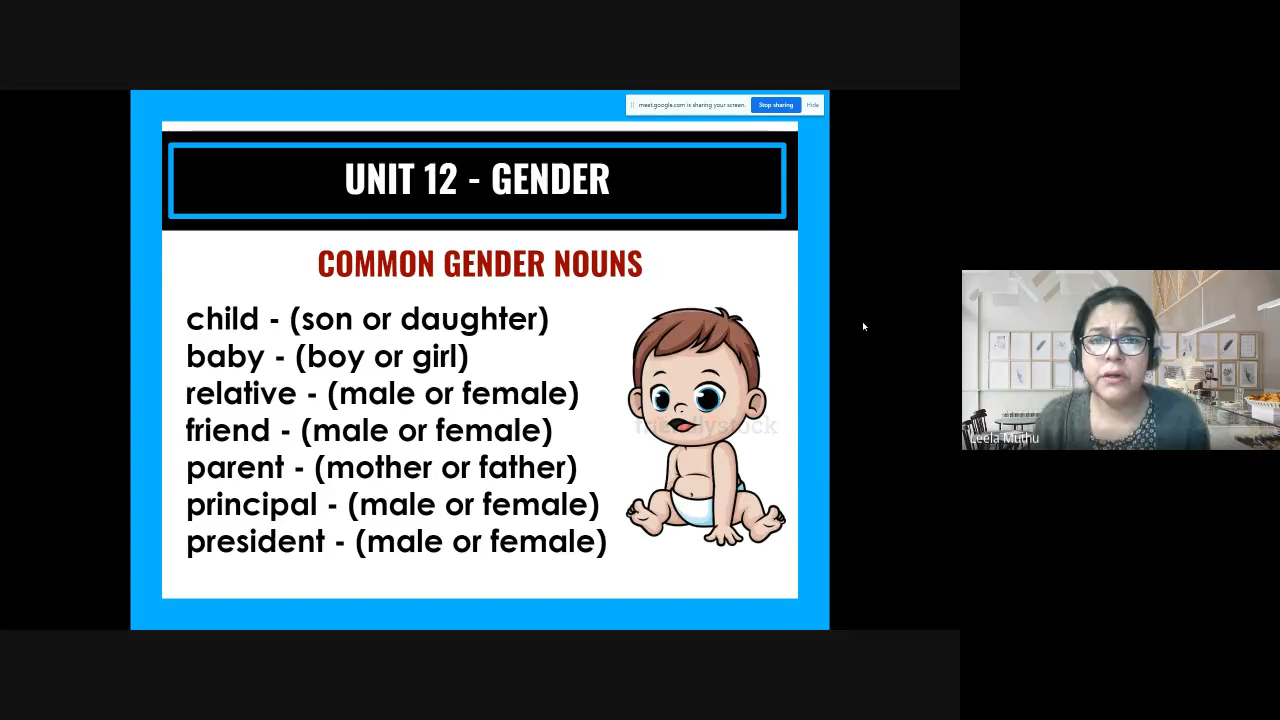 meet.google.com is sharing your screen.
Stop sharing
Hide
UNIT 12 - GENDER
COMMON GENDER NOUNS
child - (son or daughter)
baby - (boy or girl)
relative - (male or female)
friend - (male or female)
parent - (mother or father)
principal - (male or female)
president - (male or female)
friendlystock
Leela Muthu